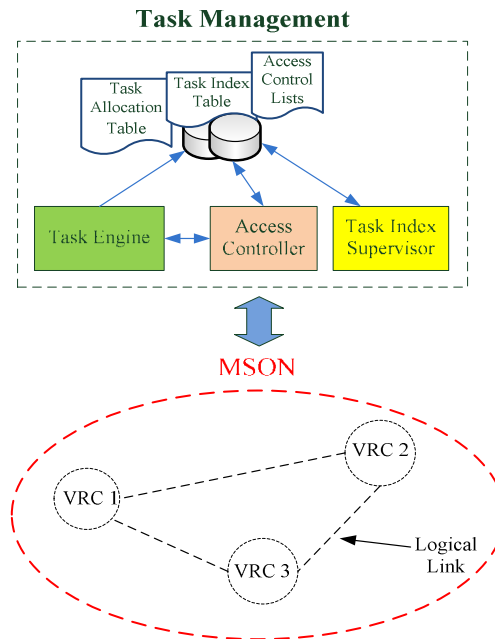 Task Management
Task
Allocation
Table
Task Index
Table
Access
Control
Lists
Task Engine
Access
Controller
Task Index
Supervisor
MSON
VRC 1
VRC 2
VRC 3
Logical
Link